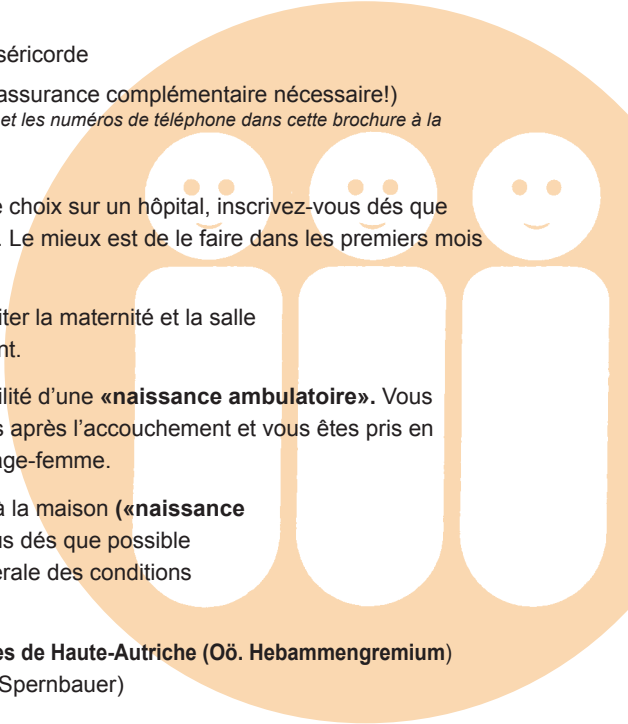 séricorde
assurance complémentaire nécessaire!)
et les numéros de téléphone dans cette brochure à la
choix sur un hôpital, inscrivez-vous dés que
. Le mieux est de le faire dans les premiers mois
iter la maternité et la salle
nt.
ilité d’une «naissance ambulatoire». Vous
s après l’accouchement et vous êtes pris en
age-femme.
à la maison («naissance
us dés que possible
érale des conditions
es de Haute-Autriche (Oö. Hebammengremium)
Spernbauer)